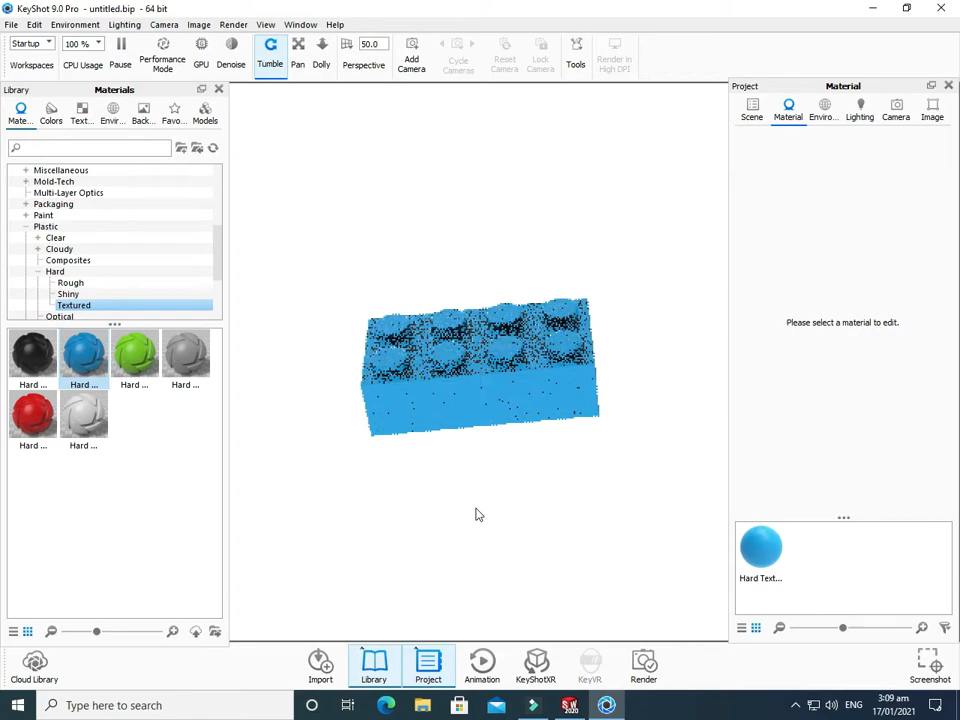 KeyShot 9.0 Pro - untitled.bip - 64 bit
File Edit Environment Lighting Camera Image Render View Window Help
Startup 100 % 50.0
Workspaces CPU Usage Pause Performance Mode GPU Denoise Tumble Pan Dolly Perspective Add Camera Cycle Cameras Reset Camera Lock Camera Tools Render in High DPI
Library Materials
Project Material
Mate... Colors Text... Envir... Back... Favo... Models
Scene Material Enviro... Lighting Camera Image
Miscellaneous
Mold-Tech
Multi-Layer Optics
Packaging
Paint
Plastic
Clear
Cloudy
Composites
Hard
Rough
Shiny
Textured
Optical
Hard ... Hard ... Hard ... Hard ...
Hard ... Hard ...
Please select a material to edit.
Hard Text...
Cloud Library Import Library Project Animation KeyShotXR KeyVR Render Screenshot
Type here to search
SW 2020
ENG
3:09 am
17/01/2021